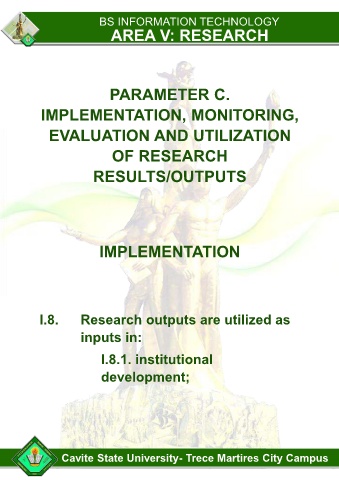 BS INFORMATION TECHNOLOGY
AREA V: RESEARCH
PARAMETER C.
IMPLEMENTATION, MONITORING,
EVALUATION AND UTILIZATION
OF RESEARCH
RESULTS/OUTPUTS
IMPLEMENTATION
I.8. Research outputs are utilized as
inputs in:
I.8.1. institutional
development;
Cavite State University- Trece Martires City Campus